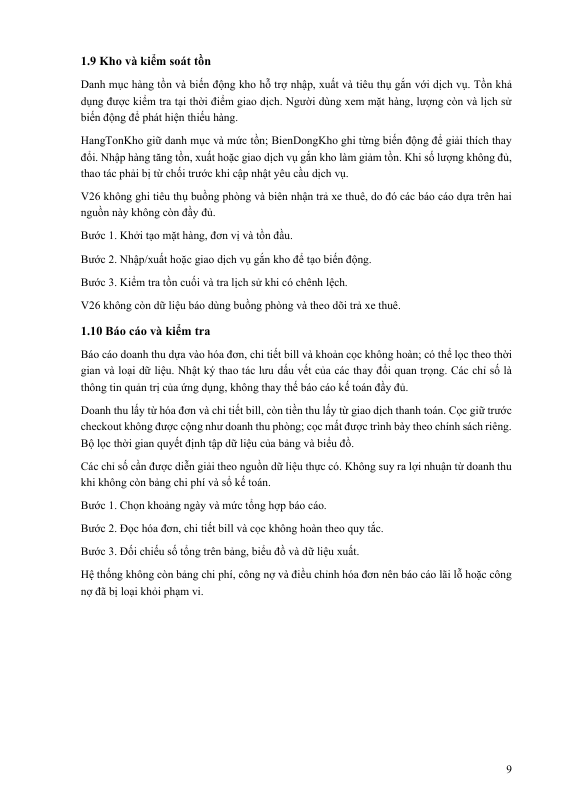 1.9 Kho và kiểm soát tồn
Danh mục hàng tồn và biến động kho hỗ trợ nhập, xuất và tiêu thụ gắn với dịch vụ. Tồn khả
dụng được kiểm tra tại thời điểm giao dịch. Người dùng xem mặt hàng, lượng còn và lịch sử
biến động để phát hiện thiếu hàng.
HangTonKho giữ danh mục và mức tồn; BienDongKho ghi từng biến động để giải thích thay
đổi. Nhập hàng tăng tồn, xuất hoặc giao dịch vụ gắn kho làm giảm tồn. Khi số lượng không đủ,
thao tác phải bị từ chối trước khi cập nhật yêu cầu dịch vụ.
V26 không ghi tiêu thụ buồng phòng và biên nhận trả xe thuê, do đó các báo cáo dựa trên hai
nguồn này không còn đầy đủ.
Bước 1. Khởi tạo mặt hàng, đơn vị và tồn đầu.
Bước 2. Nhập/xuất hoặc giao dịch vụ gắn kho để tạo biến động.
Bước 3. Kiểm tra tồn cuối và tra lịch sử khi có chênh lệch.
V26 không còn dữ liệu báo dùng buồng phòng và theo dõi trả xe thuê.
1.10 Báo cáo và kiểm tra
Báo cáo doanh thu dựa vào hóa đơn, chi tiết bill và khoản cọc không hoàn; có thể lọc theo thời
gian và loại dữ liệu. Nhật ký thao tác lưu dấu vết của các thay đổi quan trọng. Các chỉ số là
thông tin quản trị của ứng dụng, không thay thế báo cáo kế toán đầy đủ.
Doanh thu lấy từ hóa đơn và chi tiết bill, còn tiền thu lấy từ giao dịch thanh toán. Cọc giữ trước
checkout không được cộng như doanh thu phòng; cọc mất được trình bày theo chính sách riêng.
Bộ lọc thời gian quyết định tập dữ liệu của bảng và biểu đồ.
Các chỉ số cần được diễn giải theo nguồn dữ liệu thực có. Không suy ra lợi nhuận từ doanh thu
khi không còn bảng chi phí và sổ kế toán.
Bước 1. Chọn khoảng ngày và mức tổng hợp báo cáo.
Bước 2. Đọc hóa đơn, chi tiết bill và cọc không hoàn theo quy tắc.
Bước 3. Đối chiếu số tổng trên bảng, biểu đồ và dữ liệu xuất.
Hệ thống không còn bảng chi phí, công nợ và điều chỉnh hóa đơn nên báo cáo lãi lỗ hoặc công
nợ đã bị loại khỏi phạm vi.
9